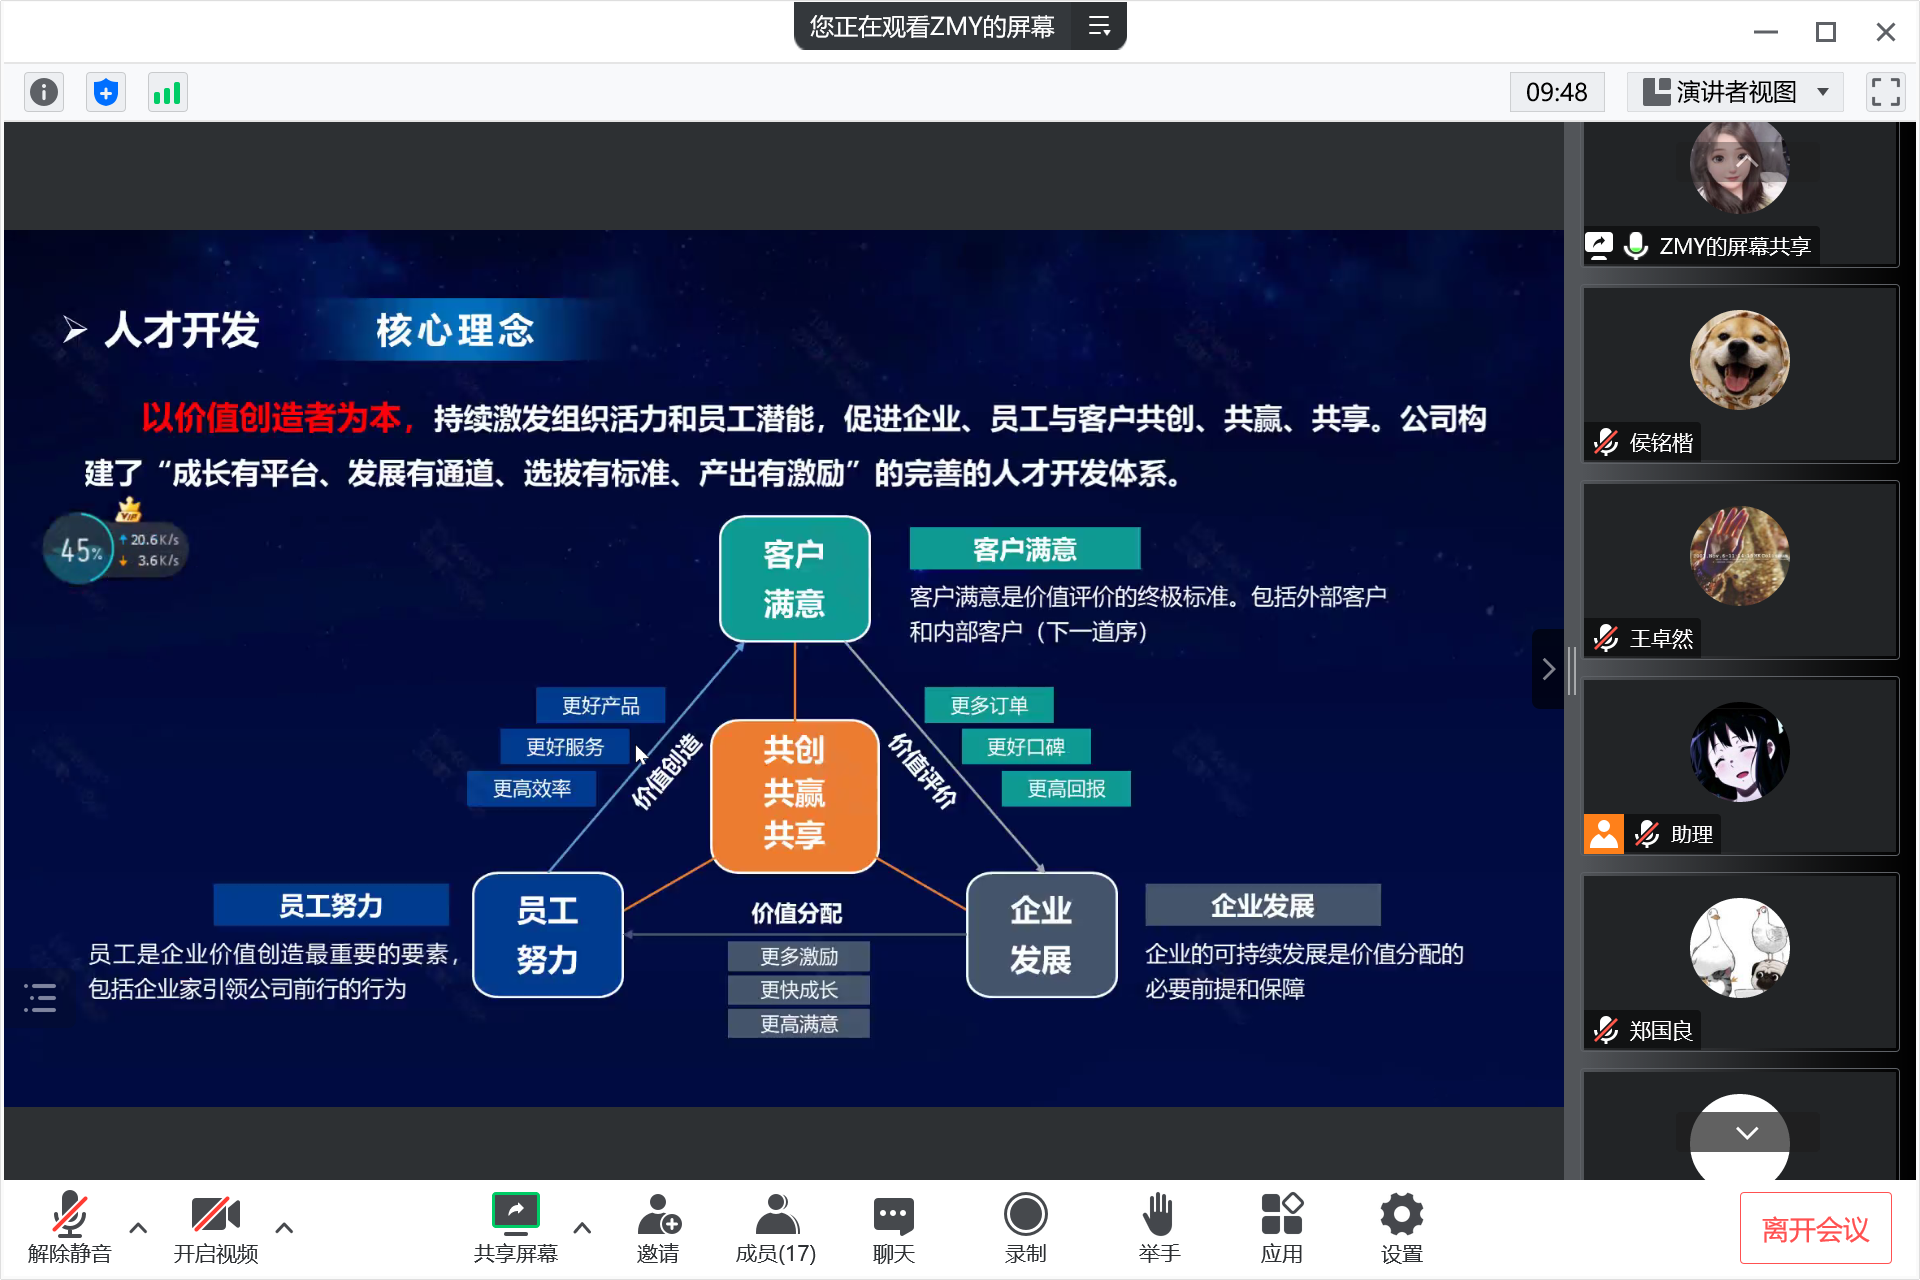 您正在观看ZMY的屏幕
09:48
演讲者视图
人才开发
核心理念
以价值创造者为本，持续激发组织活力和员工潜能，促进企业、员工与客户共创、共赢、共享。公司构
建了“成长有平台、发展有通道、选拔有标准、产出有激励”的完善的人才开发体系。
VIP
45%
20.6K/s
3.6K/s
客户
满意
客户满意
客户满意是价值评价的终极标准。包括外部客户
和内部客户（下一道序）
更好产品
更好服务
更高效率
价值创造
共创
共赢
共享
价值评价
更多订单
更好口碑
更高回报
员工努力
员工是企业价值创造最重要的要素，
包括企业家引领公司前行的行为
员工
努力
价值分配
更多激励
更快成长
更高满意
企业
发展
企业发展
企业的可持续发展是价值分配的
必要前提和保障
ZMY的屏幕共享
侯铭楷
王卓然
助理
郑国良
解除静音
开启视频
共享屏幕
邀请
成员(17)
聊天
录制
举手
应用
设置
离开会议